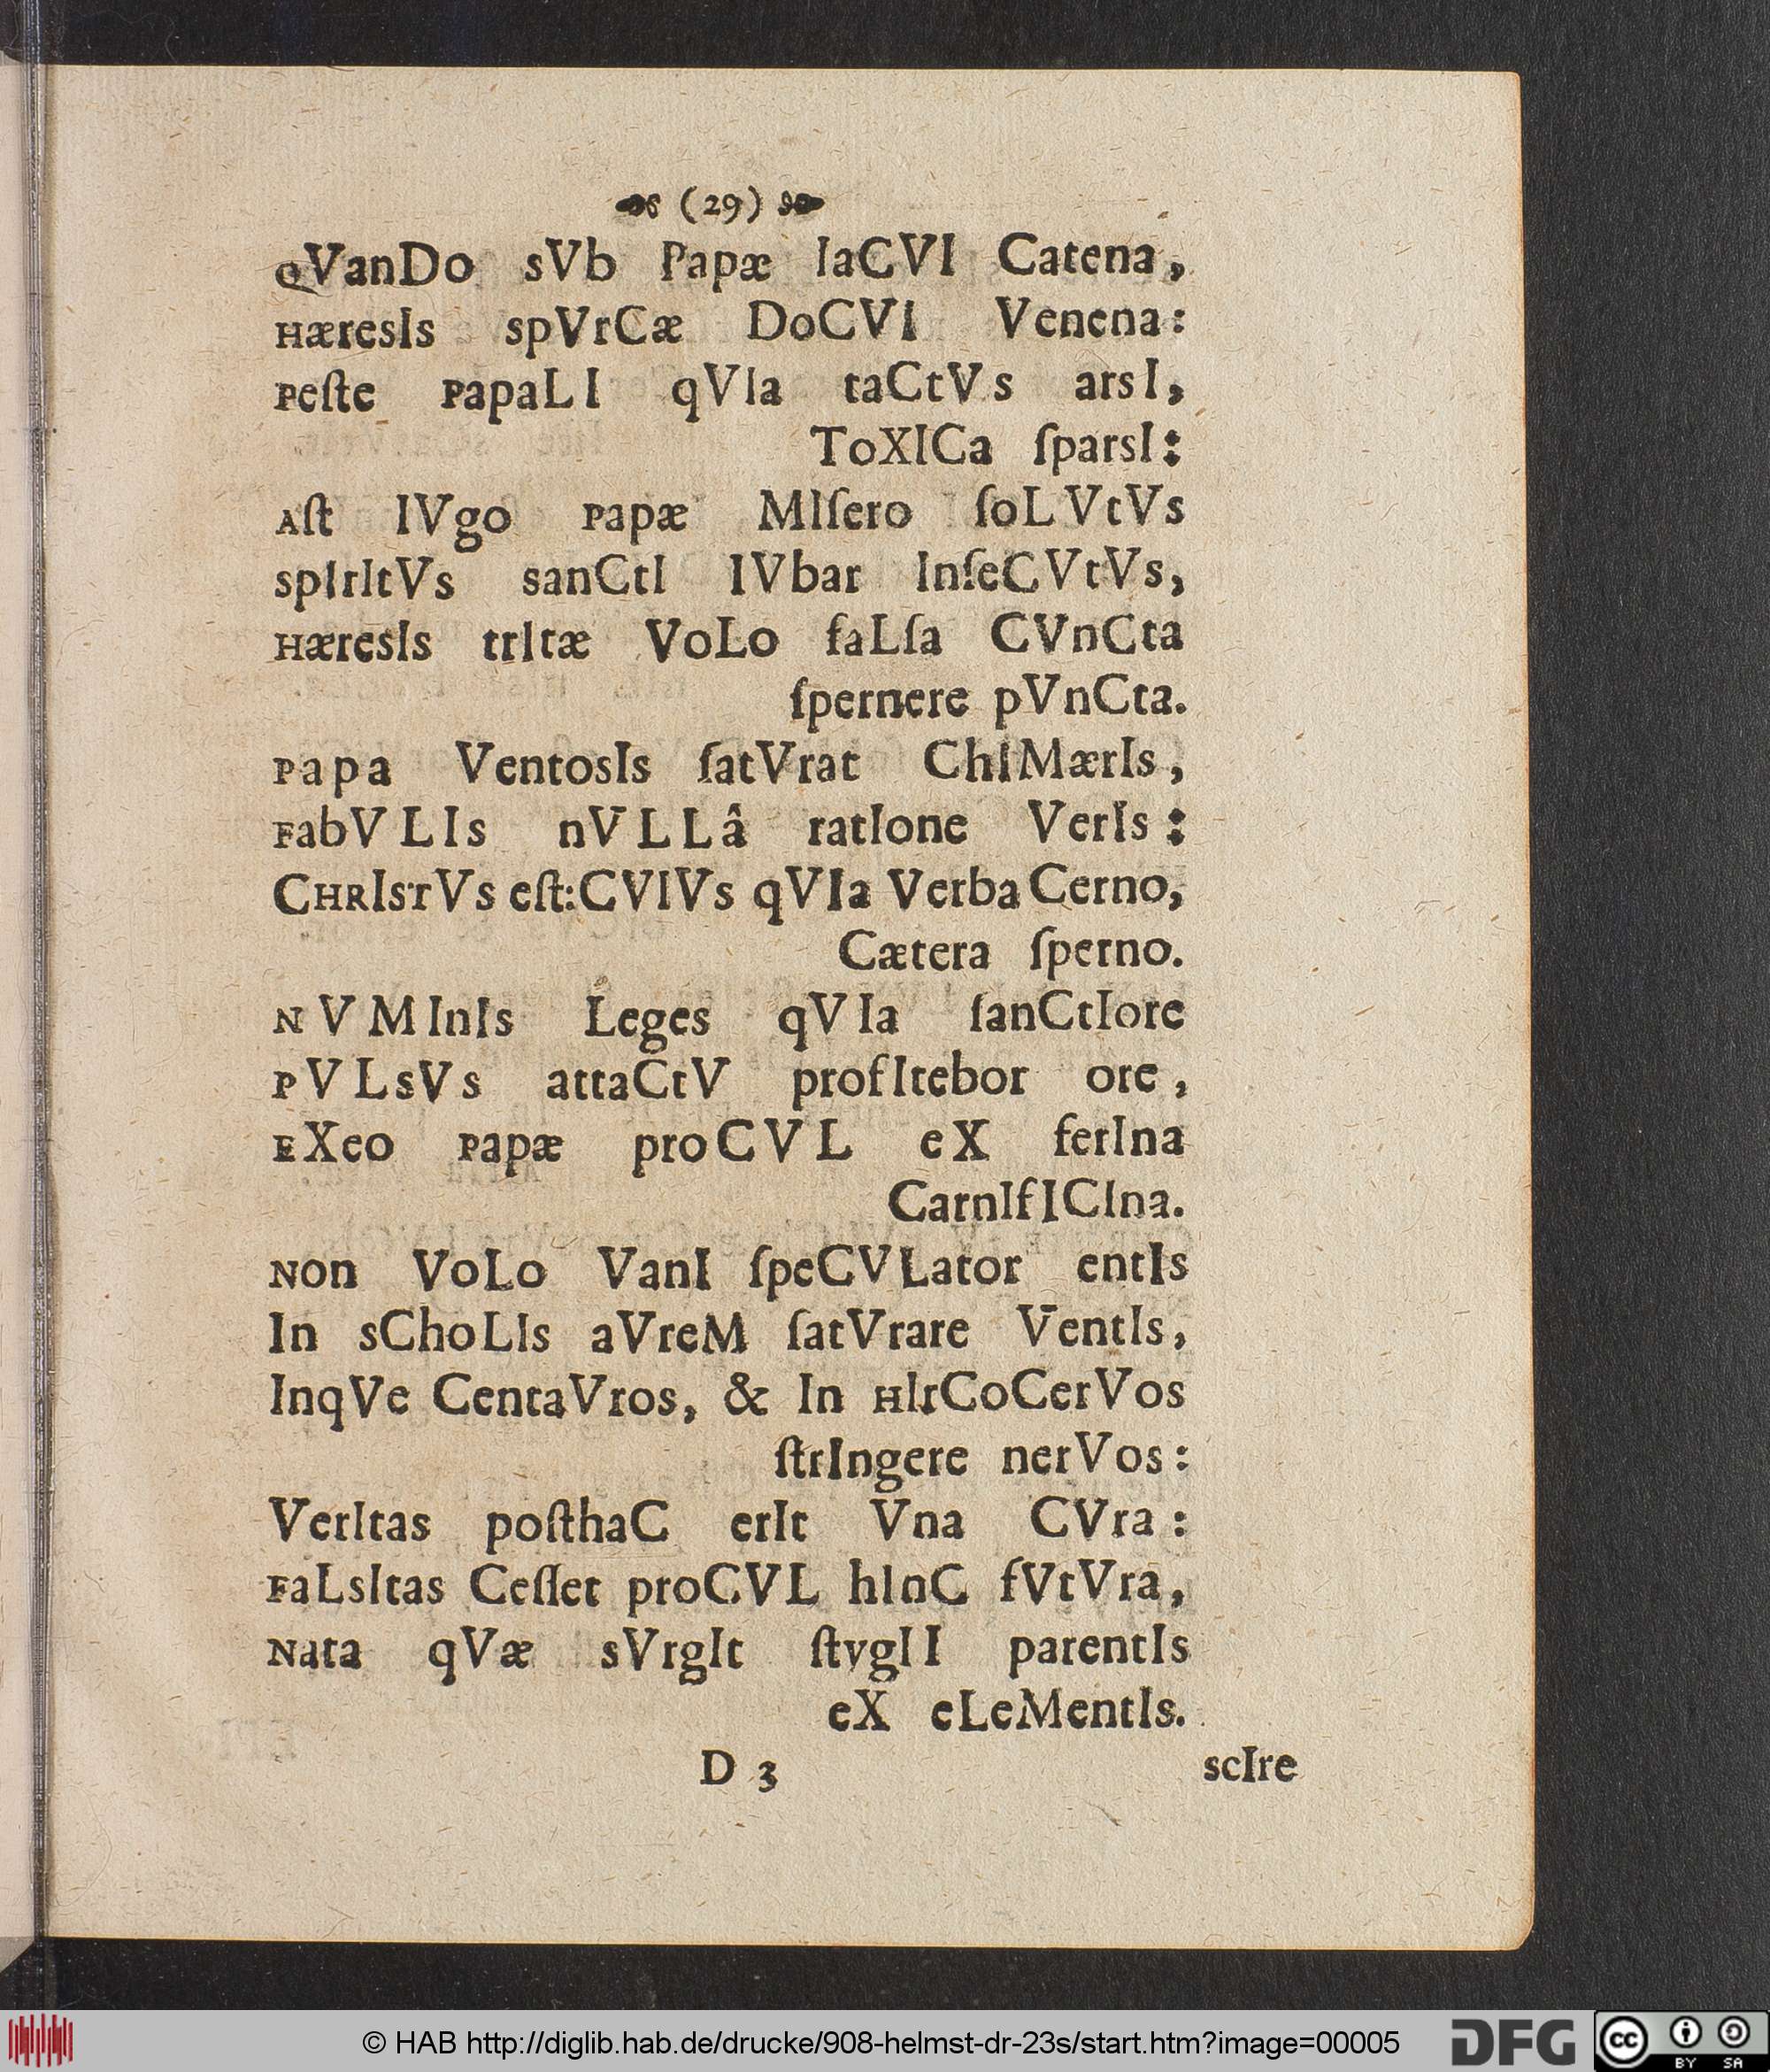 (29)
QVanDo sVb Papæ IaCVI Catena,
HæresIs spVrCæ DoCVI Venena:
Peſte PapaLI qVIa taCtVs arsI,
ToXICa ſparsI:
Aſt IVgo Papæ MIſero ſoLVtVs
spIrItVs sanCtI IVbar InſeCVtVs,
HæresIs trItæ VoLo faLſa CVnCta
ſpernere pVnCta.
Papa VentosIs ſatVrat ChIMærIs,
FabVLIs nVLLâ ratIone VerIs:
CHRIsTVs eſt: CVIVs qVIa Verba Cerno,
Cætera ſperno.
NVMInIs Leges qVIa ſanCtIore
PVLsVs attaCtV profItebor ore,
EXeo Papæ proCVL eX ferIna
CarnIfICIna.
Non VoLo VanI ſpeCVLator entIs
In sChoLIs aVreM ſatVrare VentIs,
InqVe CentaVros, & In HIrCoCerVos
ſtrIngere nerVos:
VerItas poſthaC erIt Vna CVra:
FaLsItas Ceſſet proCVL hInC fVtVra,
Nata qVæ sVrgIt ſtygII parentIs
eX eLeMentIs.
D 3 scIre
© HAB http://diglib.hab.de/drucke/908-helmst-dr-23s/start.htm?image=00005
DFG
cc BY SA